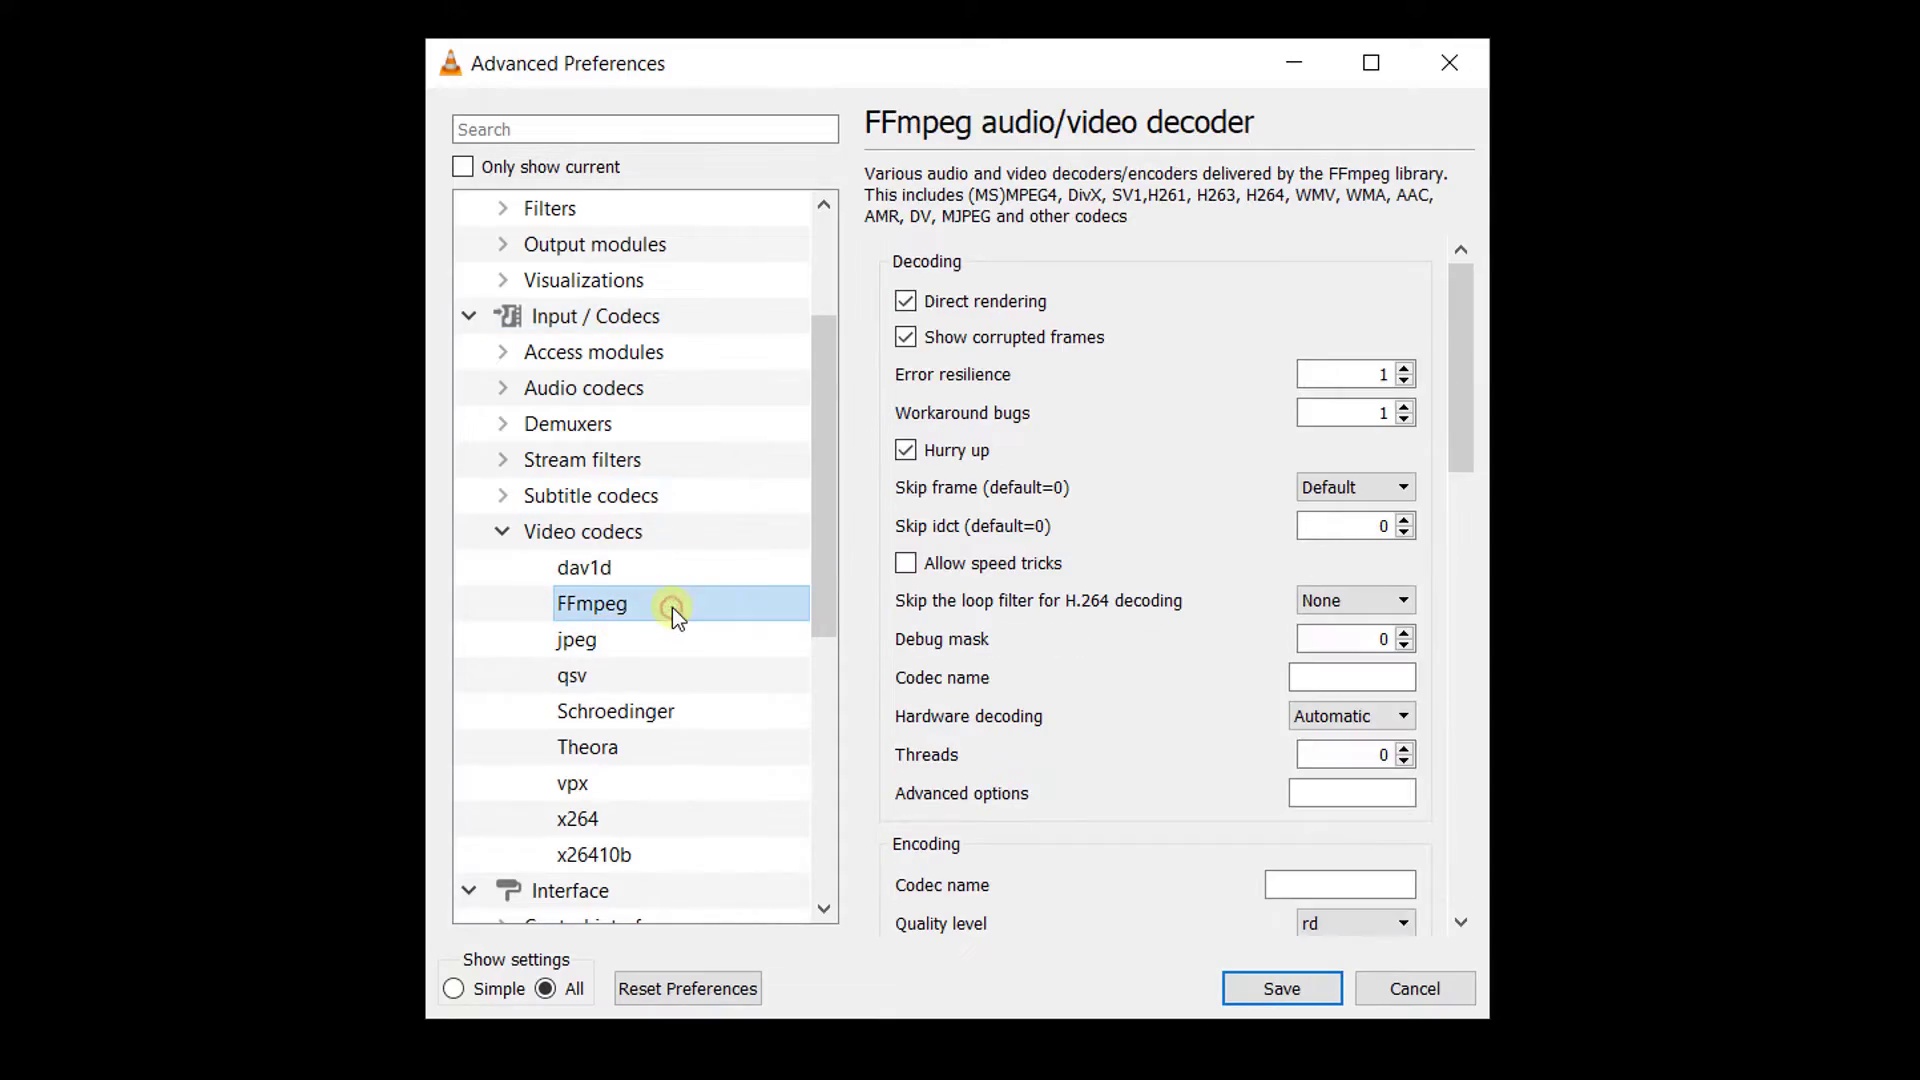 Advanced Preferences
Search
Only show current
Filters
Output modules
Visualizations
Input / Codecs
Access modules
Audio codecs
Demuxers
Stream filters
Subtitle codecs
Video codecs
dav1d
FFmpeg
jpeg
qsv
Schroedinger
Theora
vpx
x264
x26410b
Interface
FFmpeg audio/video decoder
Various audio and video decoders/encoders delivered by the FFmpeg library.
This includes (MS)MPEG4, DivX, SV1,H261, H263, H264, WMV, WMA, AAC,
AMR, DV, MJPEG and other codecs
Decoding
Direct rendering
Show corrupted frames
Error resilience 1
Workaround bugs 1
Hurry up
Skip frame (default=0) Default
Skip idct (default=0) 0
Allow speed tricks
Skip the loop filter for H.264 decoding None
Debug mask 0
Codec name
Hardware decoding Automatic
Threads 0
Advanced options
Encoding
Codec name
Quality level rd
Show settings
Simple All
Reset Preferences
Save
Cancel